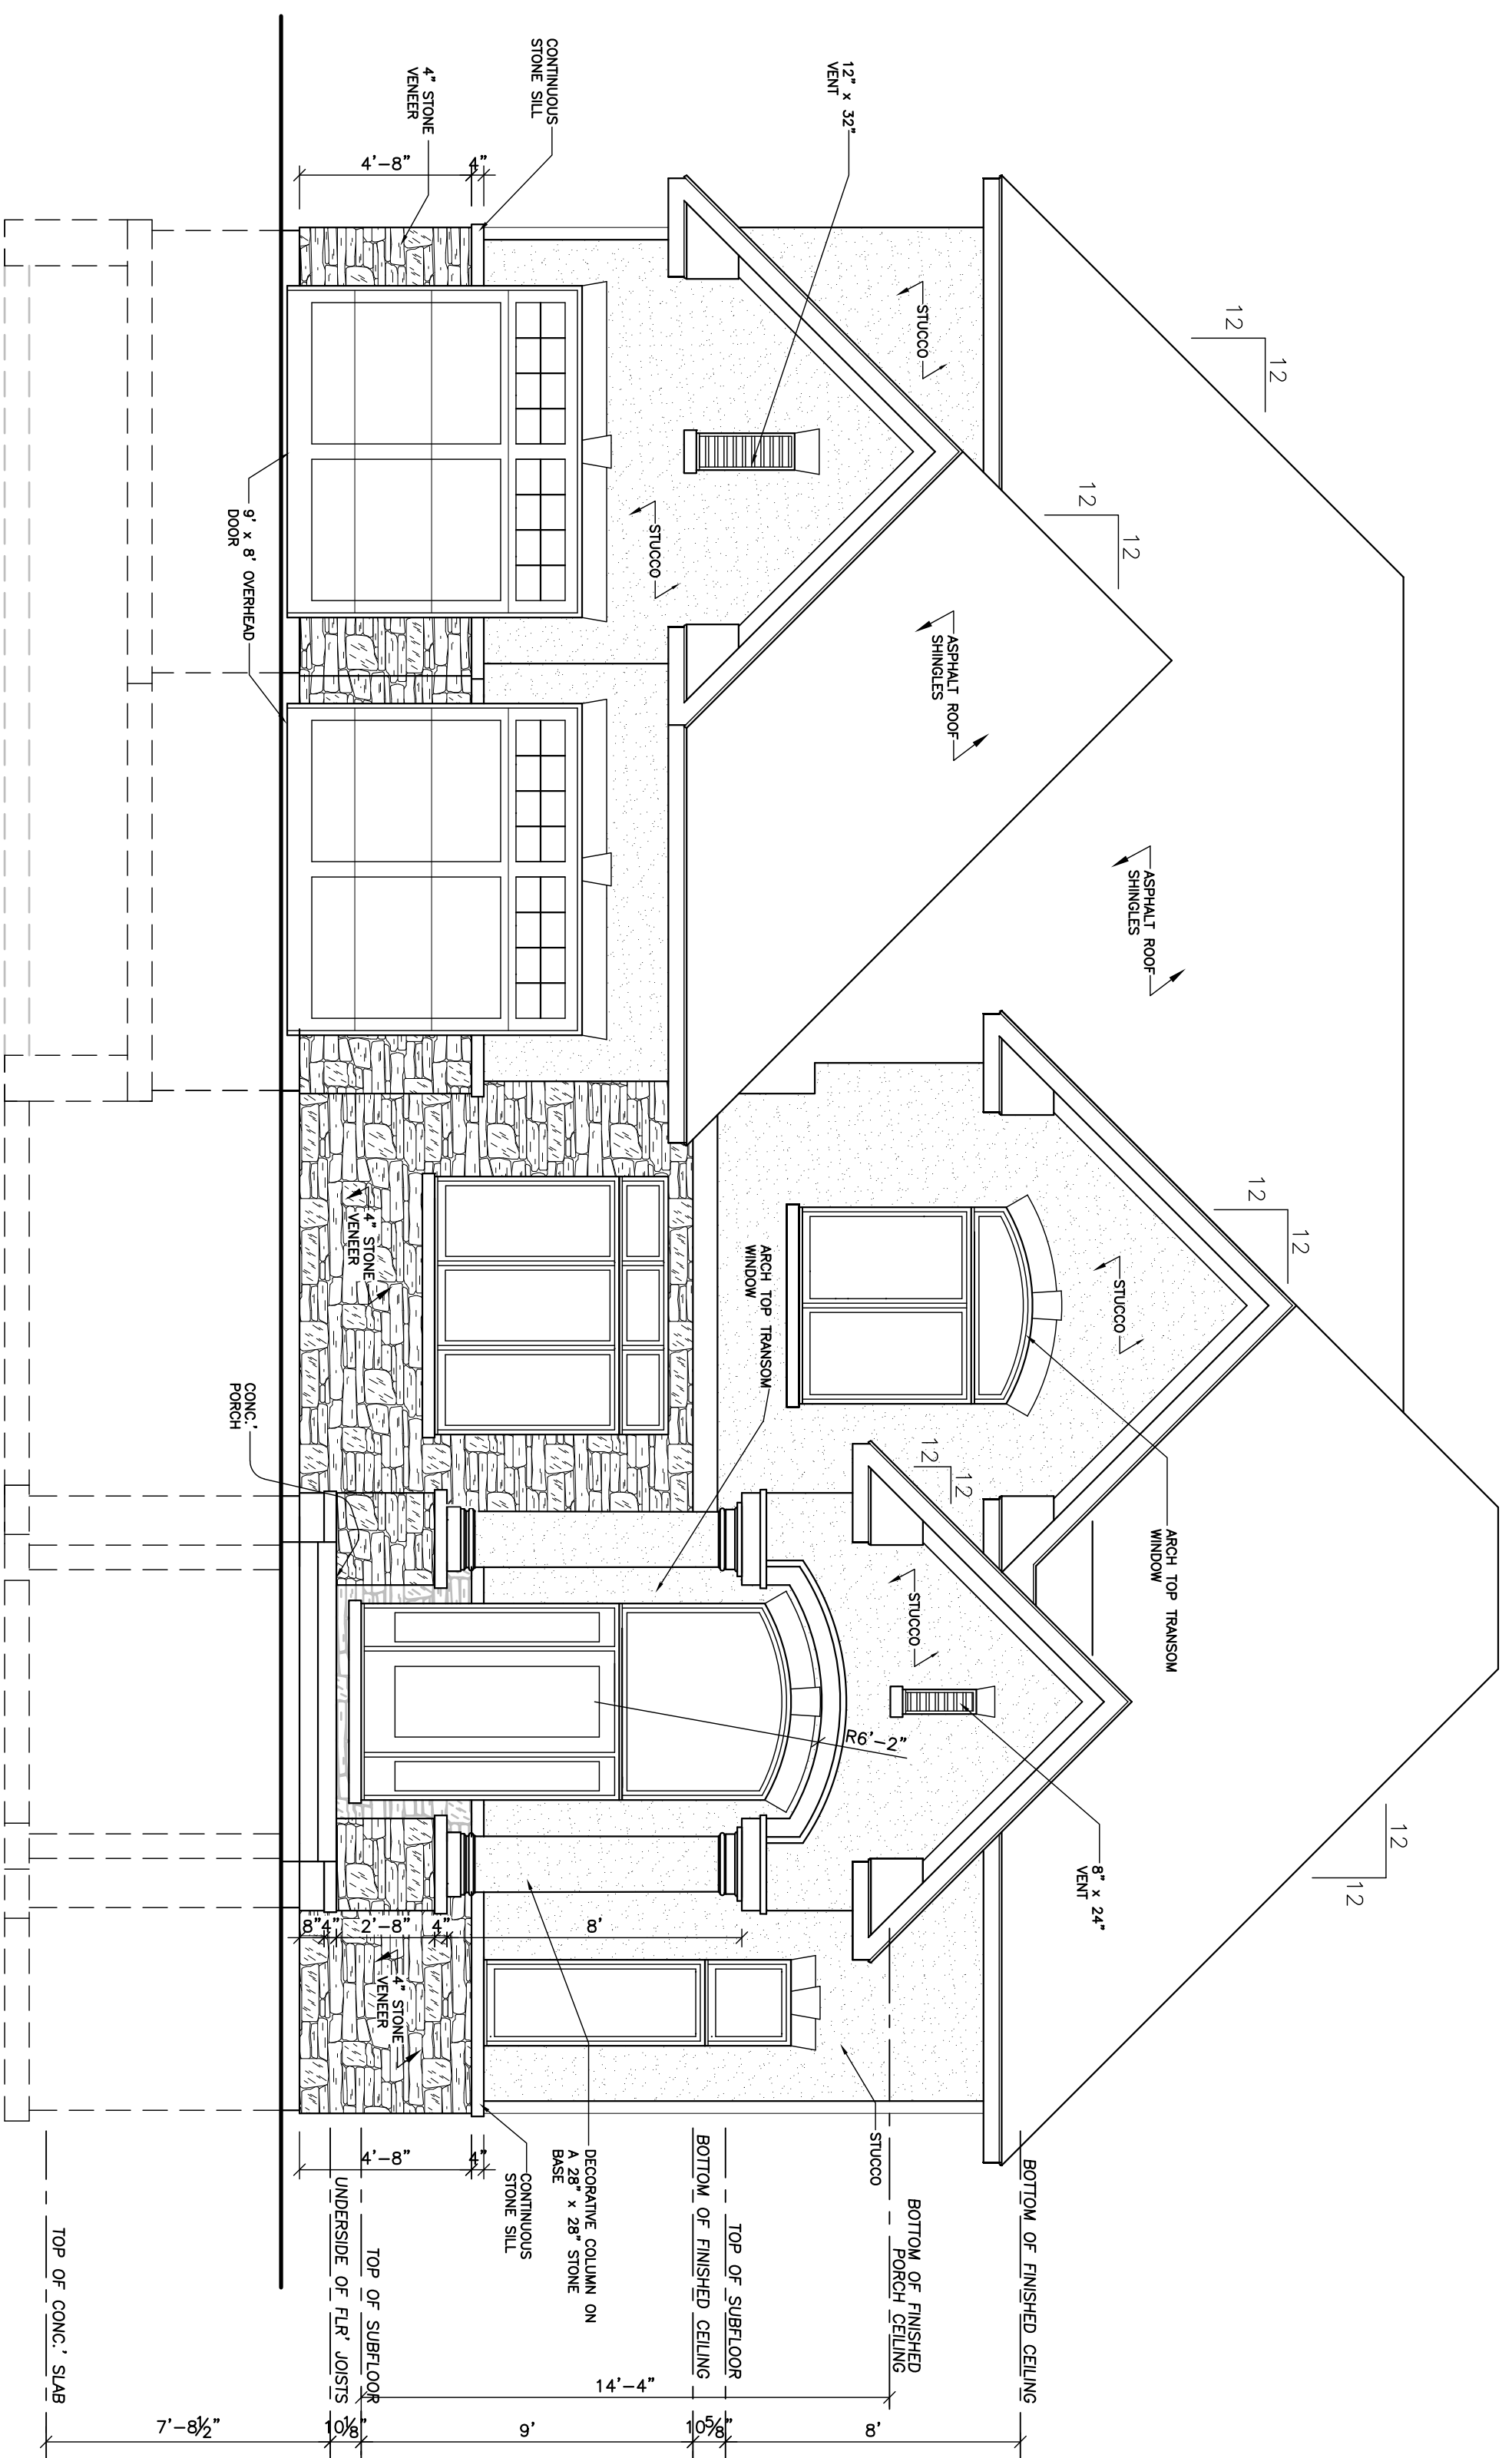 12
12
12
12
12
12
12
12
12
12
12" x 32"
VENT
CONTINUOUS
STONE SILL
4" STONE
VENEER
4'-8"
4"
STUCCO
STUCCO
9' x 8' OVERHEAD
DOOR
ASPHALT ROOF
SHINGLES
ASPHALT ROOF
SHINGLES
STUCCO
ARCH TOP TRANSOM
WINDOW
ARCH TOP TRANSOM
WINDOW
4" STONE
VENEER
CONC.'
PORCH
STUCCO
R6'-2"
8" x 24"
VENT
8'
4"
2'-8"
4"
8"
4" STONE
VENEER
STUCCO
DECORATIVE COLUMN ON
A 28" x 28" STONE
BASE
CONTINUOUS
STONE SILL
4"
4'-8"
BOTTOM OF FINISHED CEILING
BOTTOM OF FINISHED
PORCH CEILING
TOP OF SUBFLOOR
BOTTOM OF FINISHED CEILING
TOP OF SUBFLOOR
UNDERSIDE OF FLR' JOISTS
TOP OF CONC.' SLAB
14'-4"
8'
10⅝"
9'
10⅛"
7'-8½"